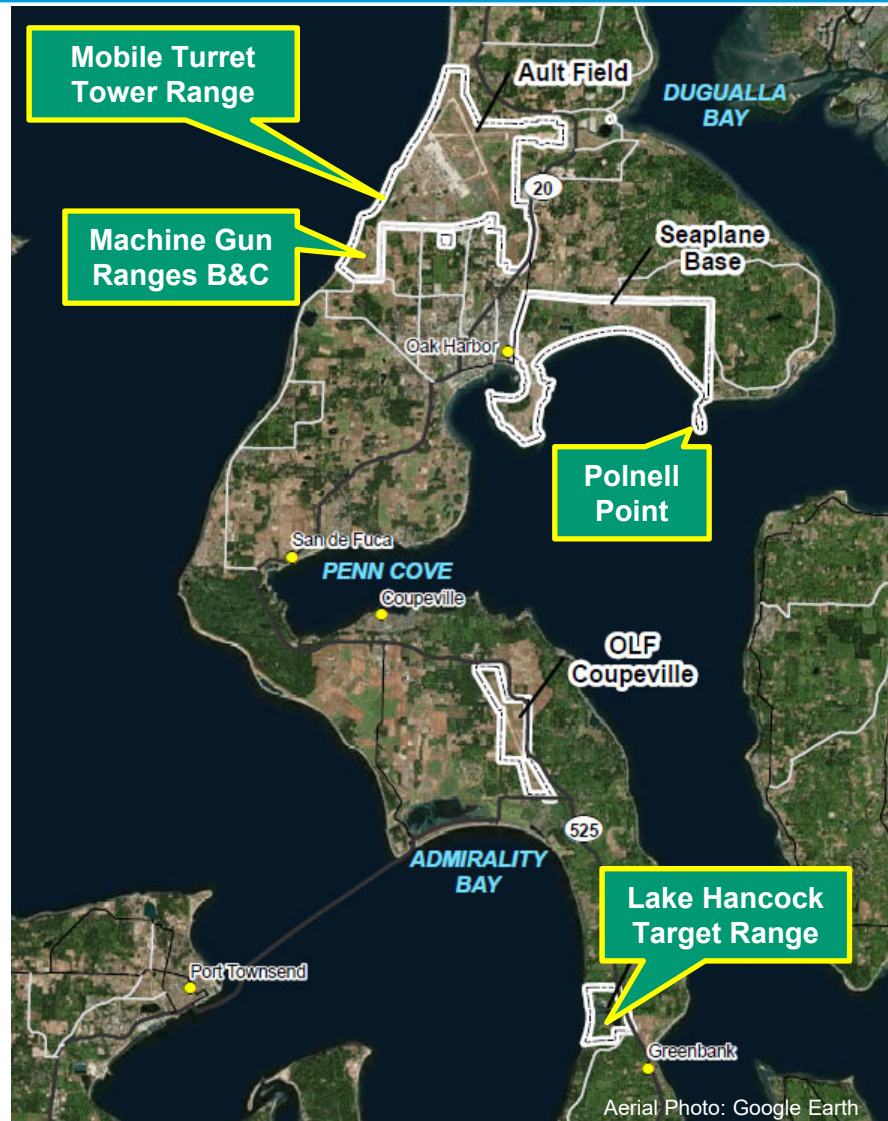 Mobile Turret
Tower Range
Ault Field
DUGUALLA
BAY
20
Machine Gun
Ranges B&C
Seaplane
Base
Oak Harbor
Polnell
Point
San de Fuca
PENN COVE
Coupeville
OLF
Coupeville
525
ADMIRALITY
BAY
Lake Hancock
Target Range
Port Townsend
Greenbank
Aerial Photo: Google Earth